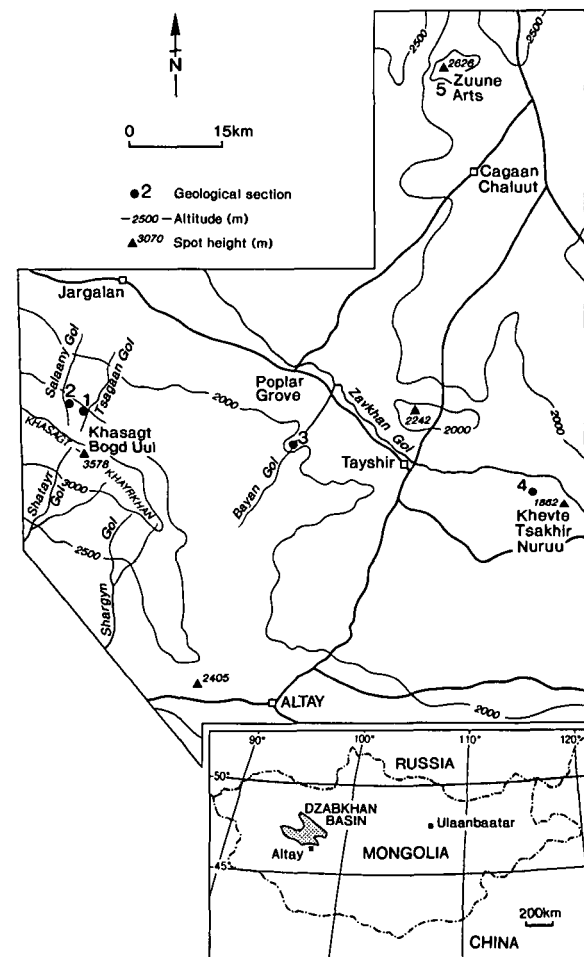 N
0 15km
2 Geological section
2500 Altitude (m)
3070 Spot height (m)
2500
2500
2626
5 Zuune
Arts
Cagaan
Chaluut
Jargalan
Salaany Gol
Tsagaan Gol
2 1
2000
Poplar
Grove
Zavkhan Gol
2242
2000
2000
Khasagt
Bogd Uul
KHASAGT
KHAYRKHAN
3578
3000
Shatayr
Gol
Gol
Shargyn
2500
3
Bayan Gol
Tayshir
4
1862
Khevte
Tsakhir
Nuruu
2405
ALTAY
2000
90° 100° 110° 120°
50°
RUSSIA
DZABKHAN
BASIN
Ulaanbaatar
Altay
MONGOLIA
45°
200km
CHINA